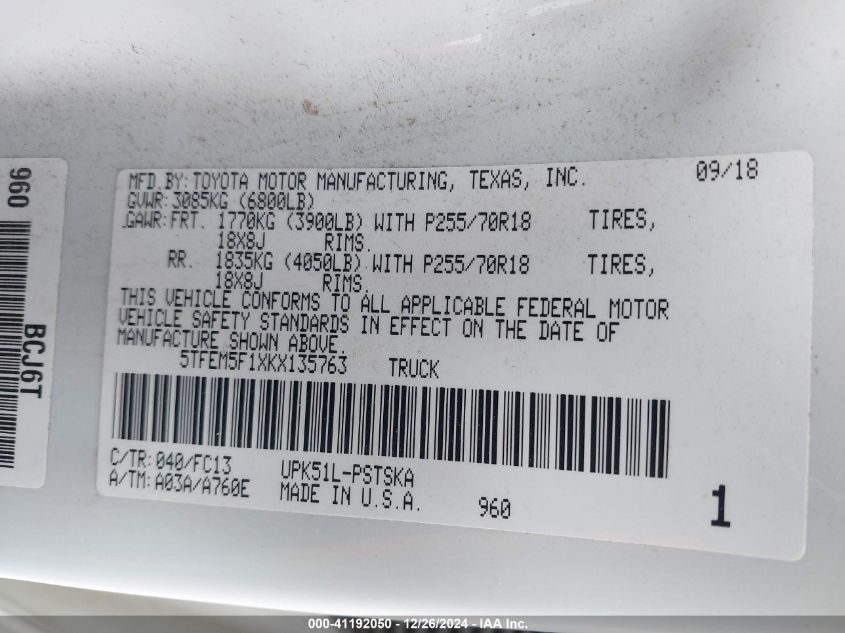 960
BCJ6T
MFD.BY:TOYOTA MOTOR MANUFACTURING, TEXAS, INC. 09/18
GVWR:3085KG (6800LB)
GAWR:FRT. 1770KG (3900LB) WITH P255/70R18 TIRES,
18X8J RIMS.
RR. 1835KG (4050LB) WITH P255/70R18 TIRES,
18X8J RIMS.
THIS VEHICLE CONFORMS TO ALL APPLICABLE FEDERAL MOTOR
VEHICLE SAFETY STANDARDS IN EFFECT ON THE DATE OF
MANUFACTURE SHOWN ABOVE.
5TFEM5F1XKX135763 TRUCK
C/TR:040/FC13 UPK51L-PSTSKA
A/TM:A03A/A760E MADE IN U.S.A. 960 1
000-41192050 - 12/26/2024 - IAA Inc.